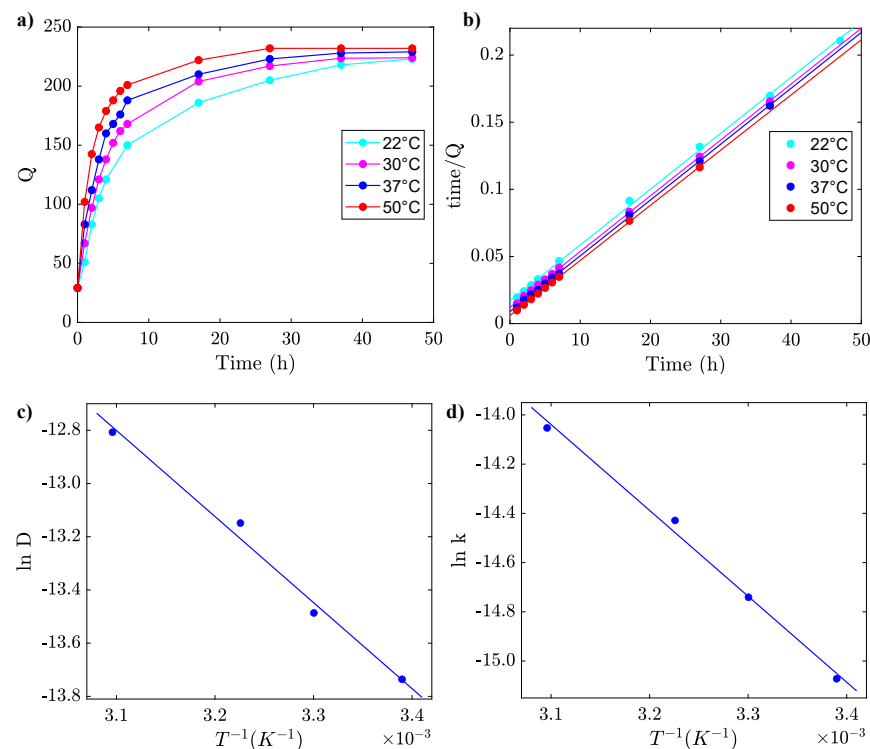 a)
250
200
150
100
50
0
Q
0 10 20 30 40 50
Time (h)
22°C
30°C
37°C
50°C
b)
0.2
0.15
0.1
0.05
0
time/Q
0 10 20 30 40 50
Time (h)
22°C
30°C
37°C
50°C
c)
-12.8
-13.0
-13.2
-13.4
-13.6
-13.8
ln D
3.1 3.2 3.3 3.4
T⁻¹(K⁻¹) ×10⁻³
d)
-14.0
-14.2
-14.4
-14.6
-14.8
-15.0
ln k
3.1 3.2 3.3 3.4
T⁻¹(K⁻¹) ×10⁻³